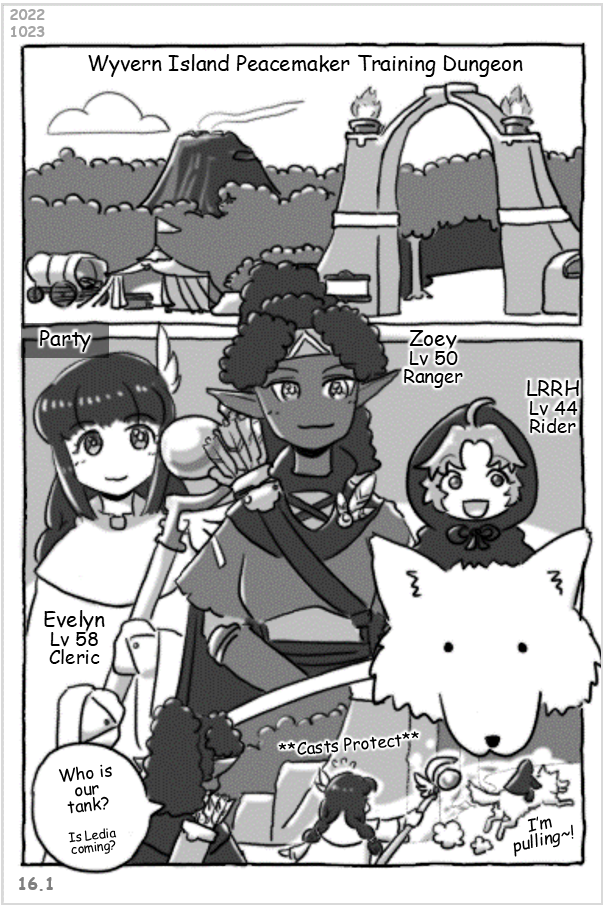 2022
1023
Wyvern Island Peacemaker Training Dungeon
Party
Zoey
Lv 50
Ranger
LRRH
Lv 44
Rider
Evelyn
Lv 58
Cleric
**Casts Protect**
Who is
our
tank?
Is Ledia
coming?
I'm
pulling~!
16.1